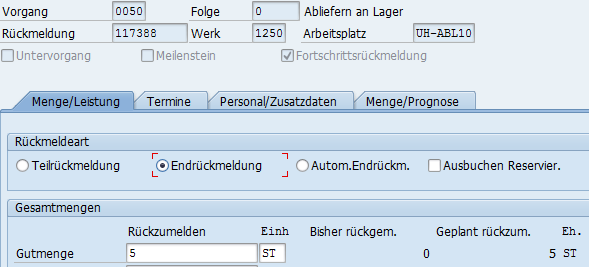 Vorgang 0050 Folge 0 Abliefern an Lager
Rückmeldung 117388 Werk 1250 Arbeitsplatz UH-ABL10
Untervorgang Meilenstein Fortschrittsrückmeldung
Menge/Leistung Termine Personal/Zusatzdaten Menge/Prognose
Rückmeldeart
Teilrückmeldung Endrückmeldung Autom.Endrückm. Ausbuchen Reservier.
Gesamtmengen
Rückzumelden Einh Bisher rückgem. Geplant rückzum. Eh.
Gutmenge 5 ST 0 5 ST